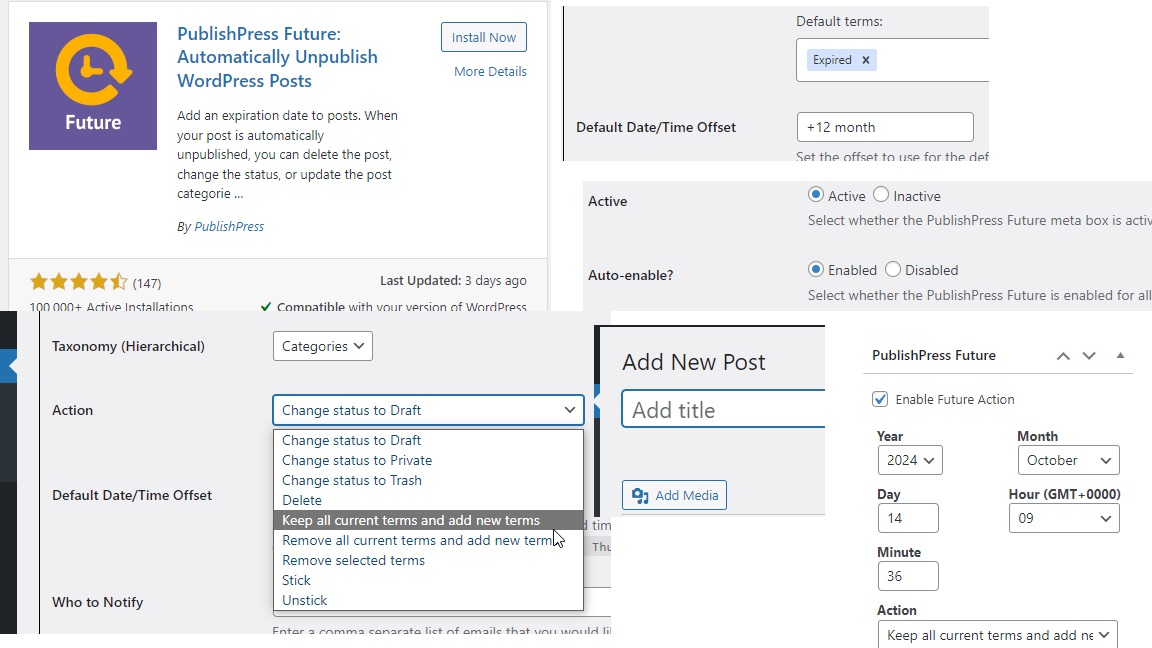 PublishPress Future:
Automatically Unpublish
WordPress Posts
Install Now
More Details
Future
Add an expiration date to posts. When
your post is automatically
unpublished, you can delete the post,
change the status, or update the post
categorie ...
By PublishPress
(147)
Last Updated: 3 days ago
100,000+ Active Installations
Compatible with your version of WordPress
Default terms:
Expired ×
Default Date/Time Offset
+12 month
Set the offset to use for the def
Active
Active Inactive
Select whether the PublishPress Future meta box is activ
Auto-enable?
Enabled Disabled
Select whether the PublishPress Future is enabled for all
Taxonomy (Hierarchical)
Categories
Action
Change status to Draft
Change status to Draft
Change status to Private
Change status to Trash
Delete
Keep all current terms and add new terms
Remove all current terms and add new term
Remove selected terms
Stick
Unstick
Default Date/Time Offset
d tim
Thu
Who to Notify
Enter a comma separate list of emails that you would li
Add New Post
Add title
Add Media
PublishPress Future
Enable Future Action
Year
Month
2024
October
Day
Hour (GMT+0000)
14
09
Minute
36
Action
Keep all current terms and add ne